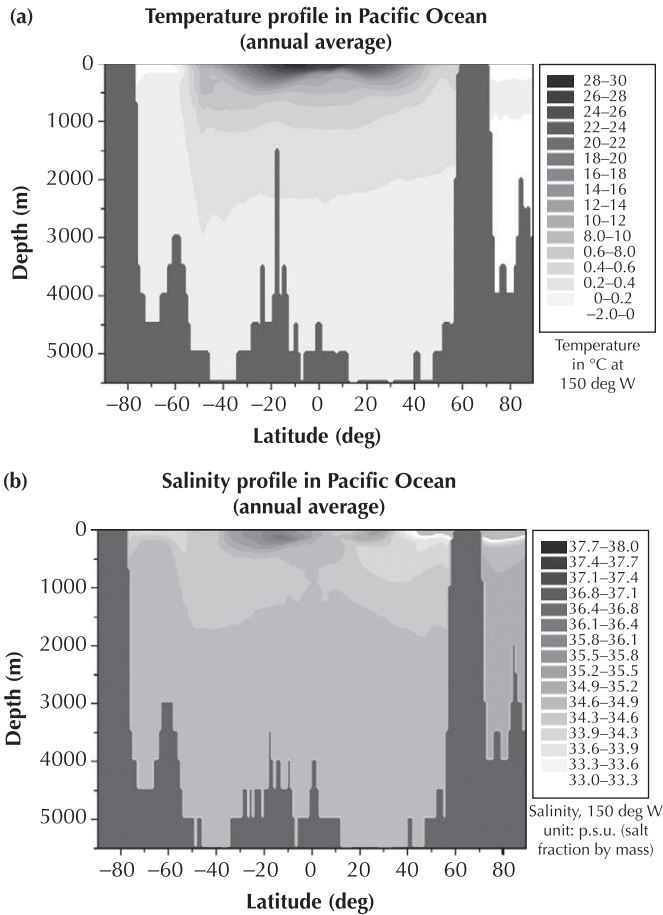 (a)
Temperature profile in Pacific Ocean
(annual average)
0
1000
2000
3000
4000
5000
Depth (m)
−80 −60 −40 −20 0 20 40 60 80
Latitude (deg)
28–30
26–28
24–26
22–24
20–22
18–20
16–18
14–16
12–14
10–12
8.0–10
0.6–8.0
0.4–0.6
0.2–0.4
0–0.2
−2.0–0
Temperature
in °C at
150 deg W
(b)
Salinity profile in Pacific Ocean
(annual average)
0
1000
2000
3000
4000
5000
Depth (m)
−80 −60 −40 −20 0 20 40 60 80
Latitude (deg)
37.7–38.0
37.4–37.7
37.1–37.4
36.8–37.1
36.4–36.8
36.1–36.4
35.8–36.1
35.5–35.8
35.2–35.5
34.9–35.2
34.6–34.9
34.3–34.6
33.9–34.3
33.6–33.9
33.3–33.6
33.0–33.3
Salinity, 150 deg W
unit: p.s.u. (salt
fraction by mass)